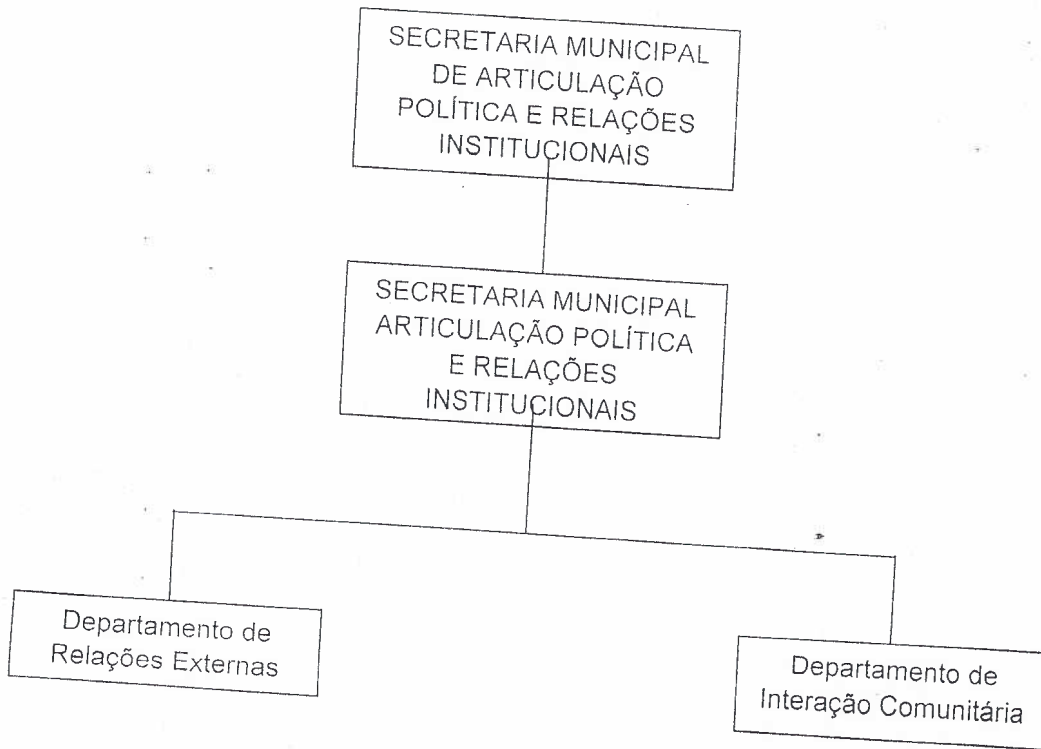 SECRETARIA MUNICIPAL
DE ARTICULAÇÃO
POLÍTICA E RELAÇÕES
INSTITUCIONAIS
SECRETARIA MUNICIPAL
ARTICULAÇÃO POLÍTICA
E RELAÇÕES
INSTITUCIONAIS
Departamento de
Relações Externas
Departamento de
Interação Comunitária